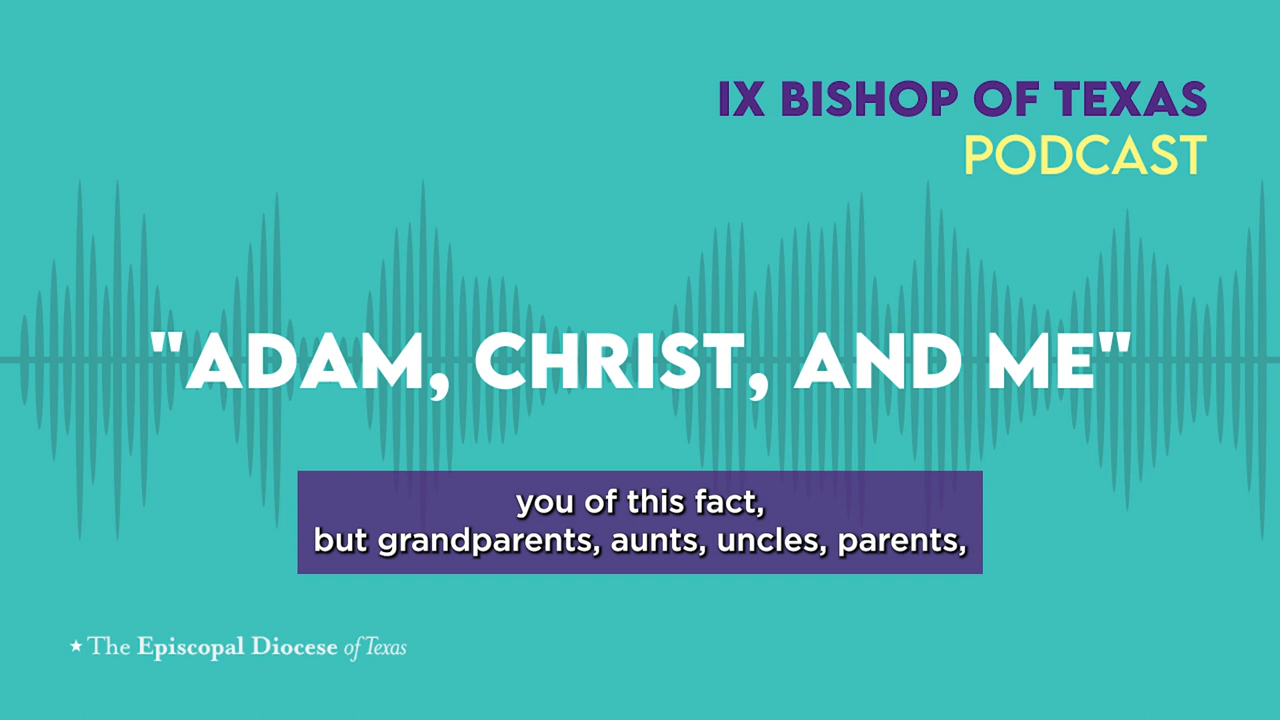 IX BISHOP OF TEXAS
PODCAST
"ADAM, CHRIST, AND ME"
you of this fact,
but grandparents, aunts, uncles, parents,
The Episcopal Diocese of Texas